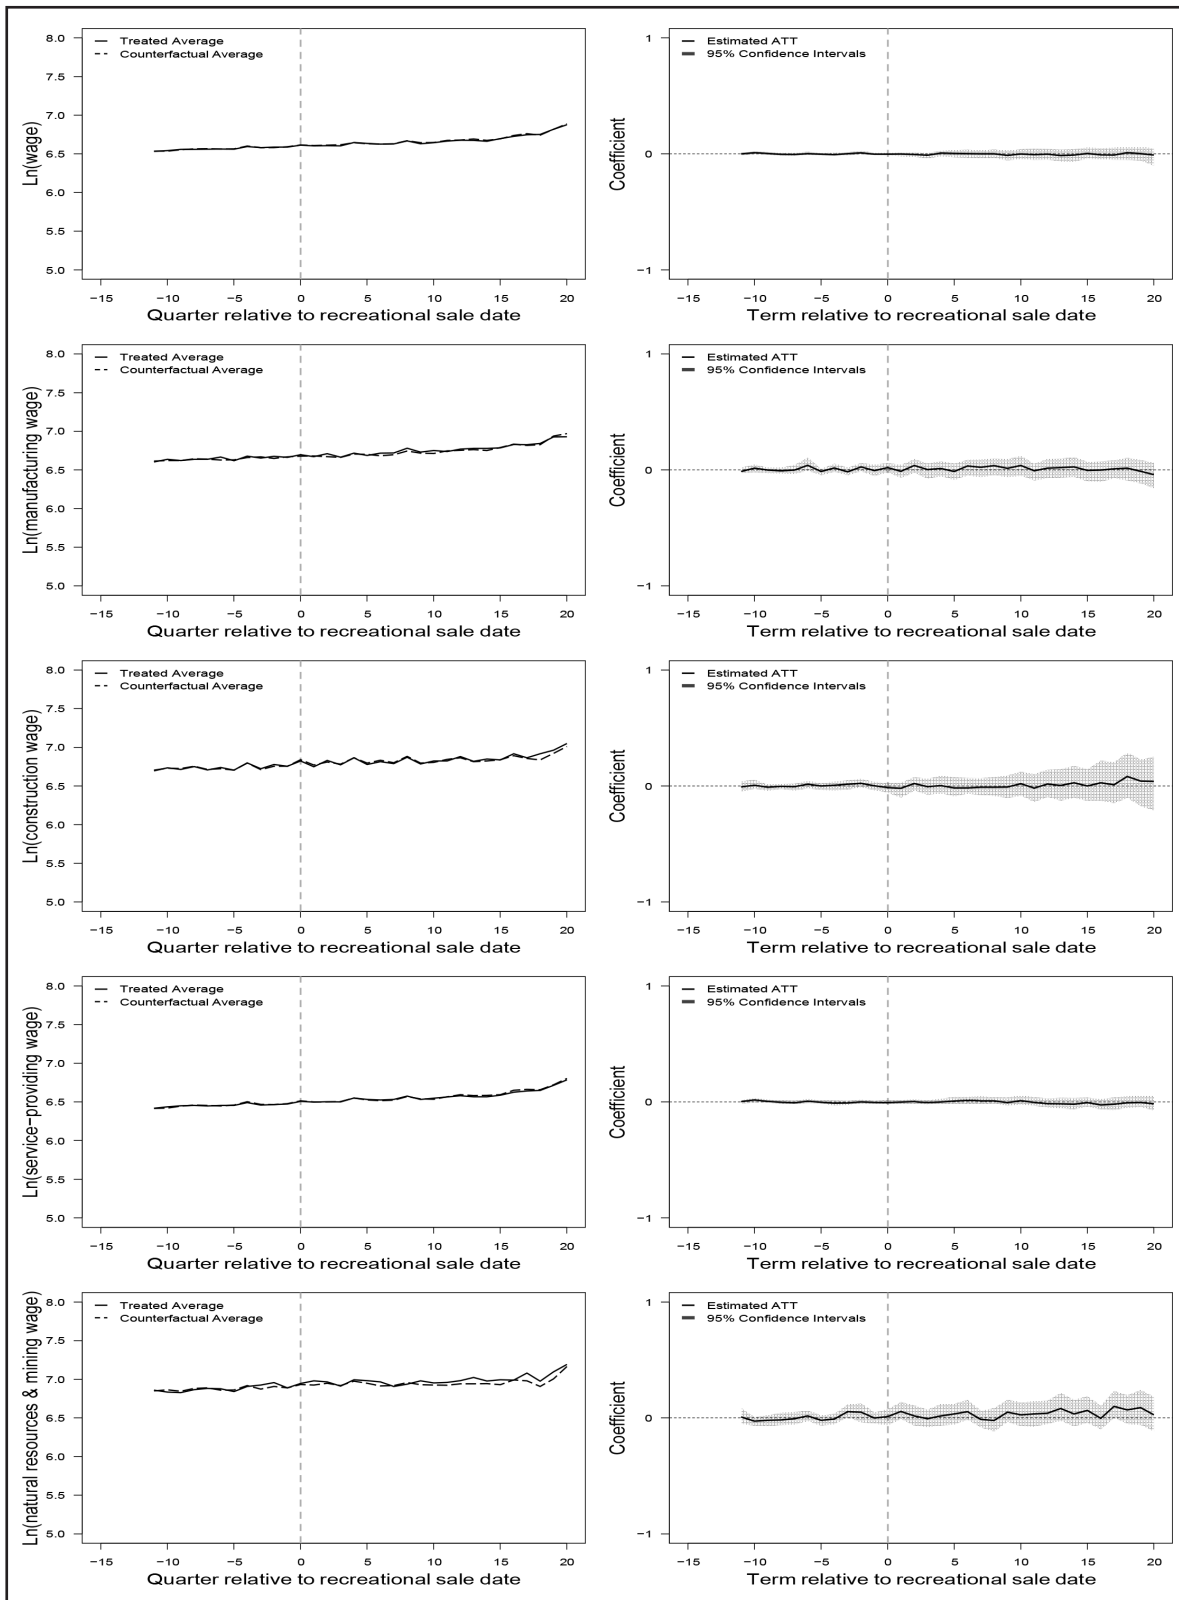 Ln(wage)
8.0
7.5
7.0
6.5
6.0
5.5
5.0
Treated Average
Counterfactual Average
−15 −10 −5 0 5 10 15 20
Quarter relative to recreational sale date
Coefficient
1
0
−1
Estimated ATT
95% Confidence Intervals
−15 −10 −5 0 5 10 15 20
Term relative to recreational sale date
Ln(manufacturing wage)
8.0
7.5
7.0
6.5
6.0
5.5
5.0
Treated Average
Counterfactual Average
−15 −10 −5 0 5 10 15 20
Quarter relative to recreational sale date
Coefficient
1
0
−1
Estimated ATT
95% Confidence Intervals
−15 −10 −5 0 5 10 15 20
Term relative to recreational sale date
Ln(construction wage)
8.0
7.5
7.0
6.5
6.0
5.5
5.0
Treated Average
Counterfactual Average
−15 −10 −5 0 5 10 15 20
Quarter relative to recreational sale date
Coefficient
1
0
−1
Estimated ATT
95% Confidence Intervals
−15 −10 −5 0 5 10 15 20
Term relative to recreational sale date
Ln(service−providing wage)
8.0
7.5
7.0
6.5
6.0
5.5
5.0
Treated Average
Counterfactual Average
−15 −10 −5 0 5 10 15 20
Quarter relative to recreational sale date
Coefficient
1
0
−1
Estimated ATT
95% Confidence Intervals
−15 −10 −5 0 5 10 15 20
Term relative to recreational sale date
Ln(natural resources & mining wage)
8.0
7.5
7.0
6.5
6.0
5.5
5.0
Treated Average
Counterfactual Average
−15 −10 −5 0 5 10 15 20
Quarter relative to recreational sale date
Coefficient
1
0
−1
Estimated ATT
95% Confidence Intervals
−15 −10 −5 0 5 10 15 20
Term relative to recreational sale date